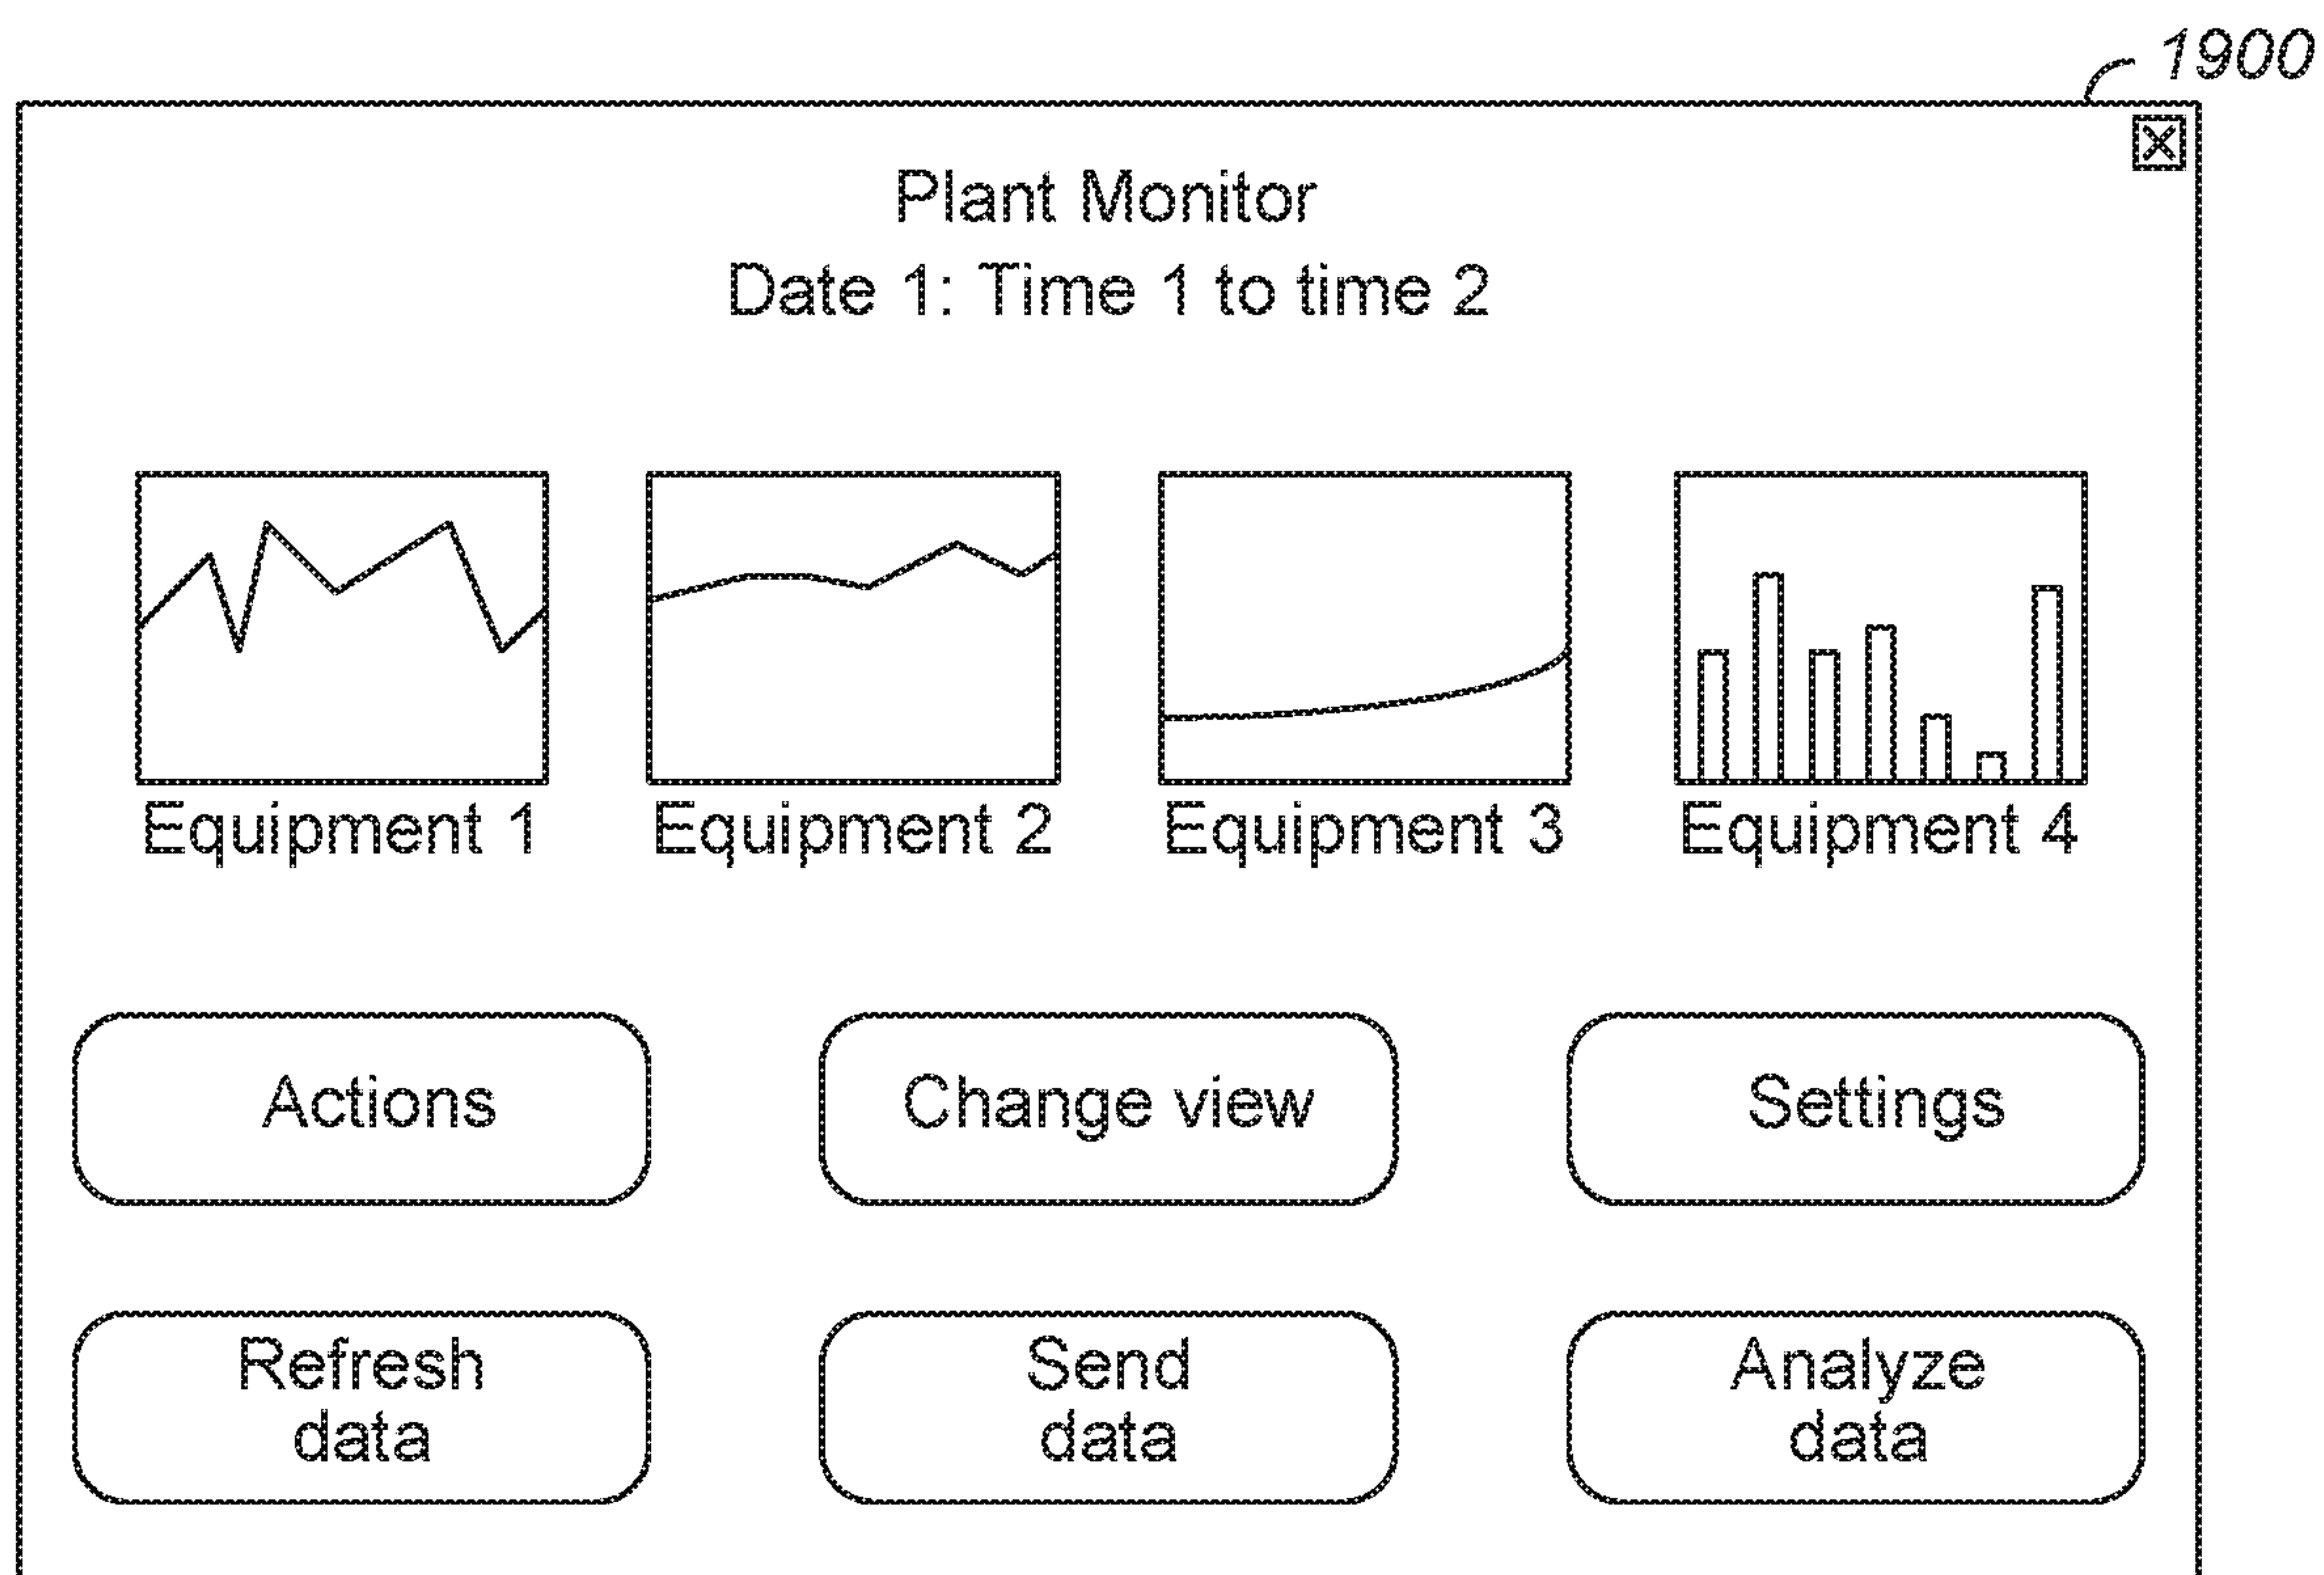 1900
Plant Monitor
Date 1: Time 1 to time 2
Equipment 1
Equipment 2
Equipment 3
Equipment 4
Actions
Change view
Settings
Refresh
data
Send
data
Analyze
data